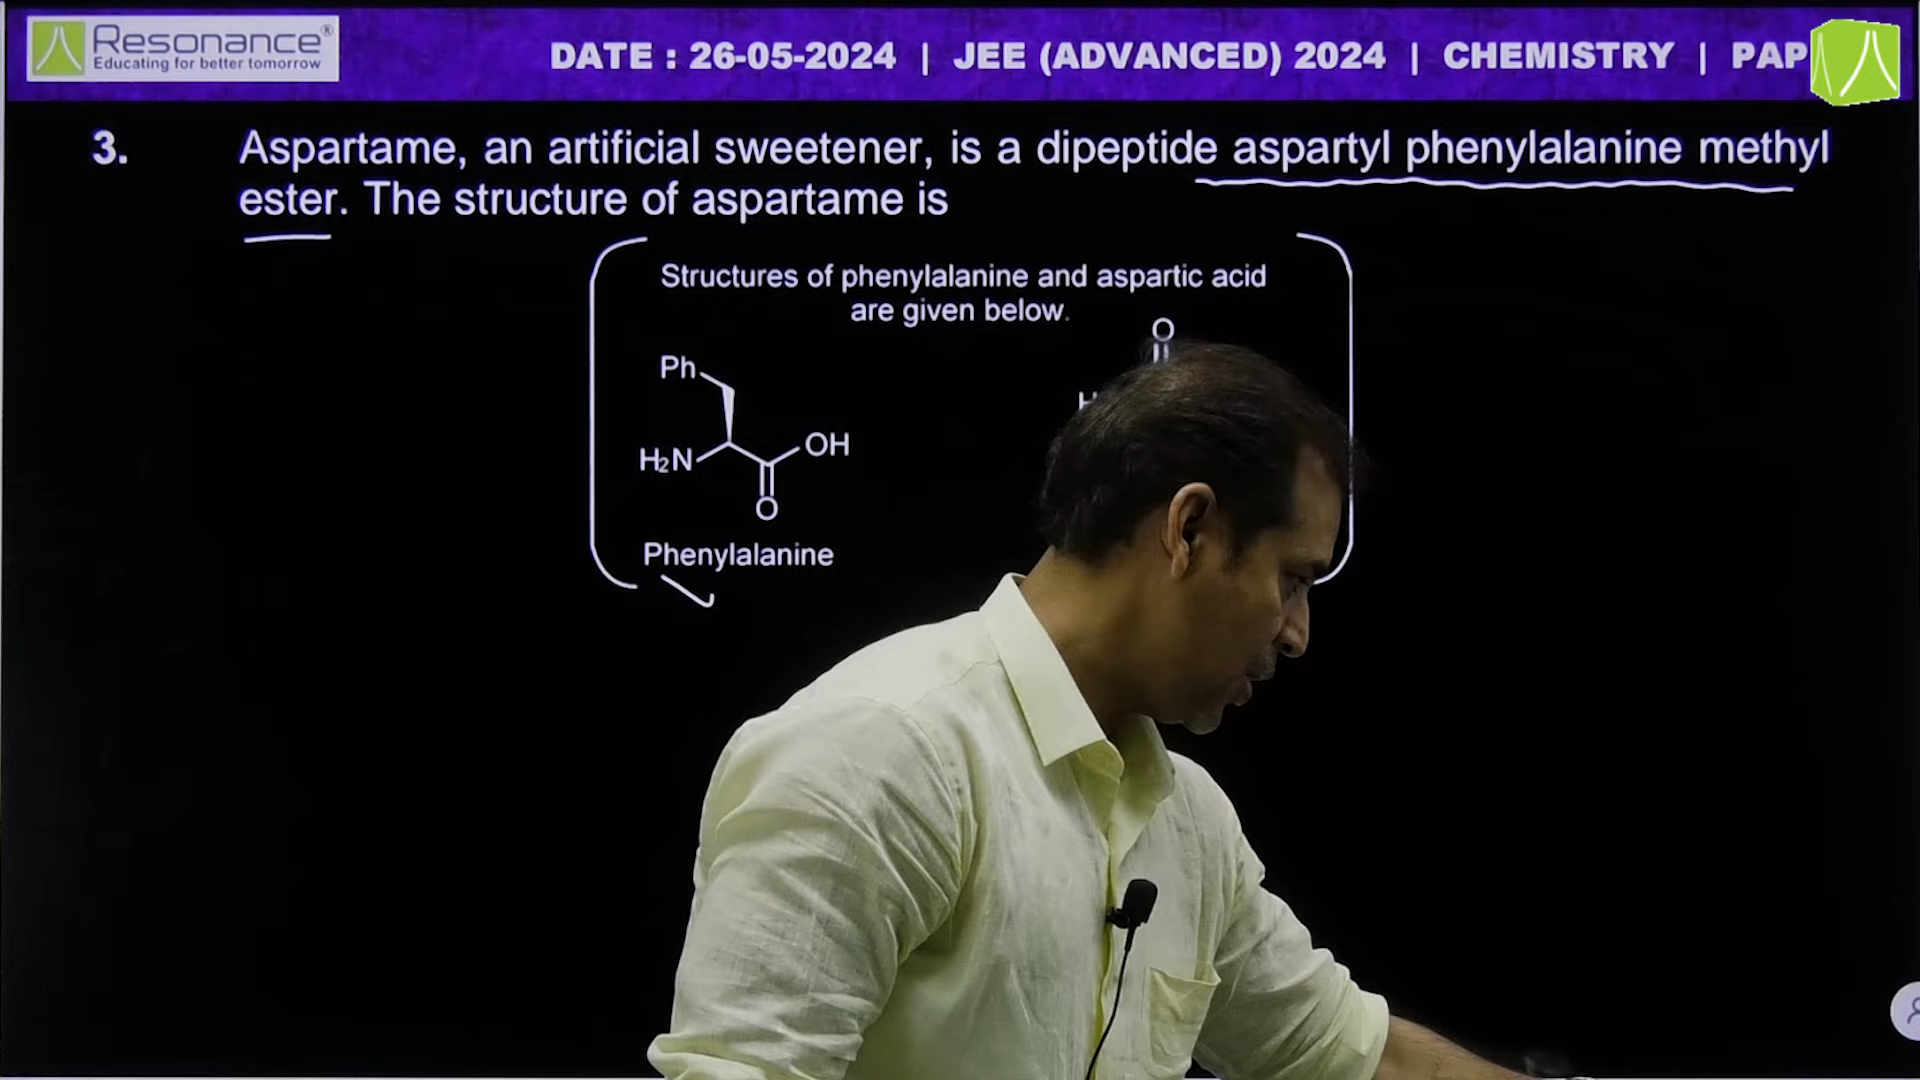 Resonance®
Educating for better tomorrow
DATE : 26-05-2024 | JEE (ADVANCED) 2024 | CHEMISTRY | PAP
3. Aspartame, an artificial sweetener, is a dipeptide aspartyl phenylalanine methyl
ester. The structure of aspartame is
Structures of phenylalanine and aspartic acid
are given below.
O
Ph
H
H₂N
OH
O
Phenylalanine